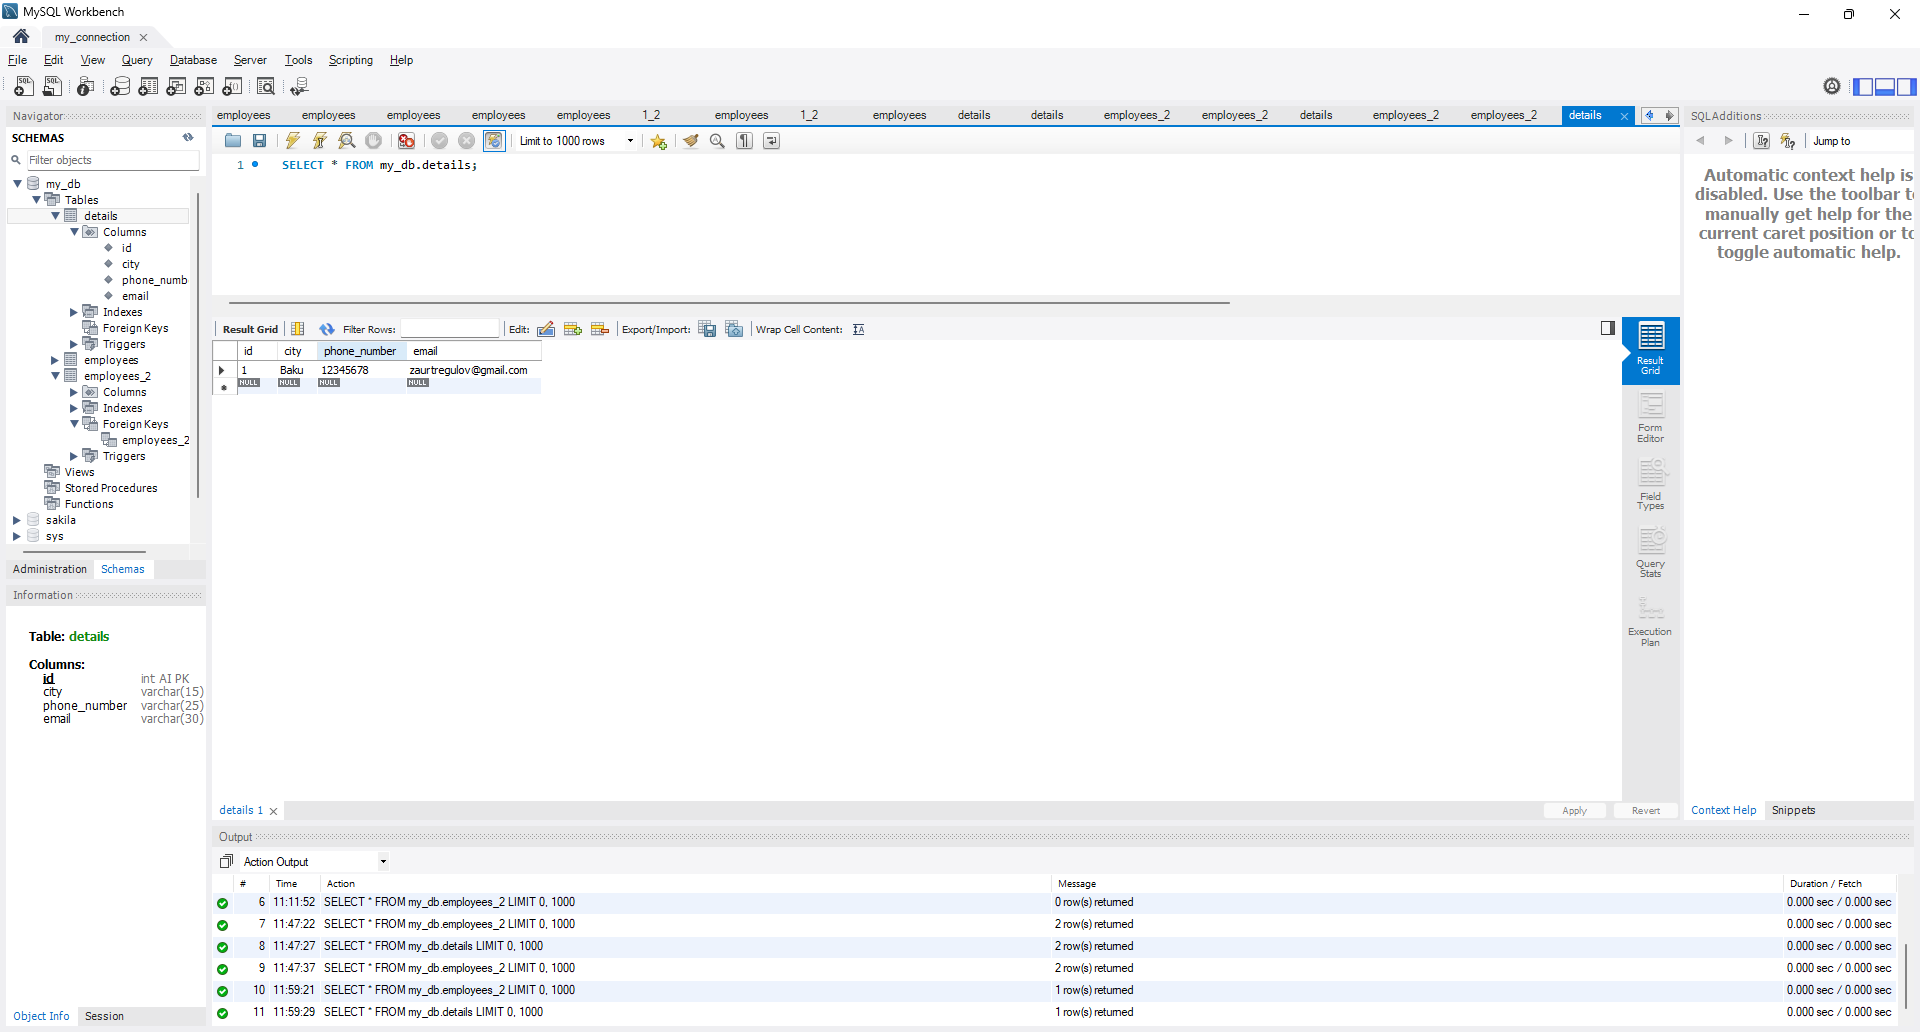 MySQL Workbench
my_connection
File Edit View Query Database Server Tools Scripting Help
Navigator
SCHEMAS
Filter objects
my_db
Tables
details
Columns
id
city
phone_numb
email
Indexes
Foreign Keys
Triggers
employees
employees_2
Columns
Indexes
Foreign Keys
employees_2
Triggers
Views
Stored Procedures
Functions
sakila
sys
Administration Schemas
Information
Table: details
Columns:
id int AI PK
city varchar(15)
phone_number varchar(25)
email varchar(30)
Object Info Session
employees employees employees employees employees 1_2 employees 1_2 employees details details employees_2 employees_2 details employees_2 employees_2 details
Limit to 1000 rows
1 SELECT * FROM my_db.details;
Result Grid Filter Rows: Edit: Export/Import: Wrap Cell Content:
id city phone_number email
1 Baku 12345678 zaurtregulov@gmail.com
NULL NULL NULL NULL
Result
Grid
Form
Editor
Field
Types
Query
Stats
Execution
Plan
details 1 Apply Revert
SQLAdditions
Jump to
Automatic context help is
disabled. Use the toolbar to
manually get help for the
current caret position or to
toggle automatic help.
Context Help Snippets
Output
Action Output
# Time Action Message Duration / Fetch
6 11:11:52 SELECT * FROM my_db.employees_2 LIMIT 0, 1000 0 row(s) returned 0.000 sec / 0.000 sec
7 11:47:22 SELECT * FROM my_db.employees_2 LIMIT 0, 1000 2 row(s) returned 0.000 sec / 0.000 sec
8 11:47:27 SELECT * FROM my_db.details LIMIT 0, 1000 2 row(s) returned 0.000 sec / 0.000 sec
9 11:47:37 SELECT * FROM my_db.employees_2 LIMIT 0, 1000 2 row(s) returned 0.000 sec / 0.000 sec
10 11:59:21 SELECT * FROM my_db.employees_2 LIMIT 0, 1000 1 row(s) returned 0.000 sec / 0.000 sec
11 11:59:29 SELECT * FROM my_db.details LIMIT 0, 1000 1 row(s) returned 0.000 sec / 0.000 sec